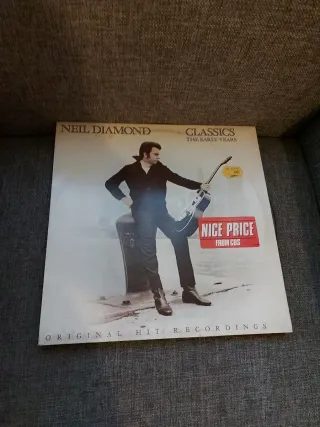 NEIL DIAMOND CLASSICS
THE EARLY YEARS
NICE PRICE
FROM CBS
ORIGINAL HIT RECORDINGS